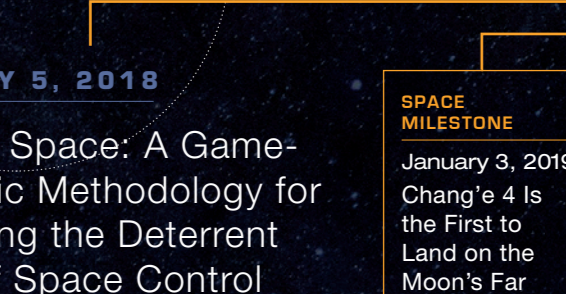 Y 5, 2018
Space: A Game-
ic Methodology for
ng the Deterrent
f Space Control
SPACE
MILESTONE
January 3, 2019
Chang’e 4 Is
the First to
Land on the
Moon’s Far